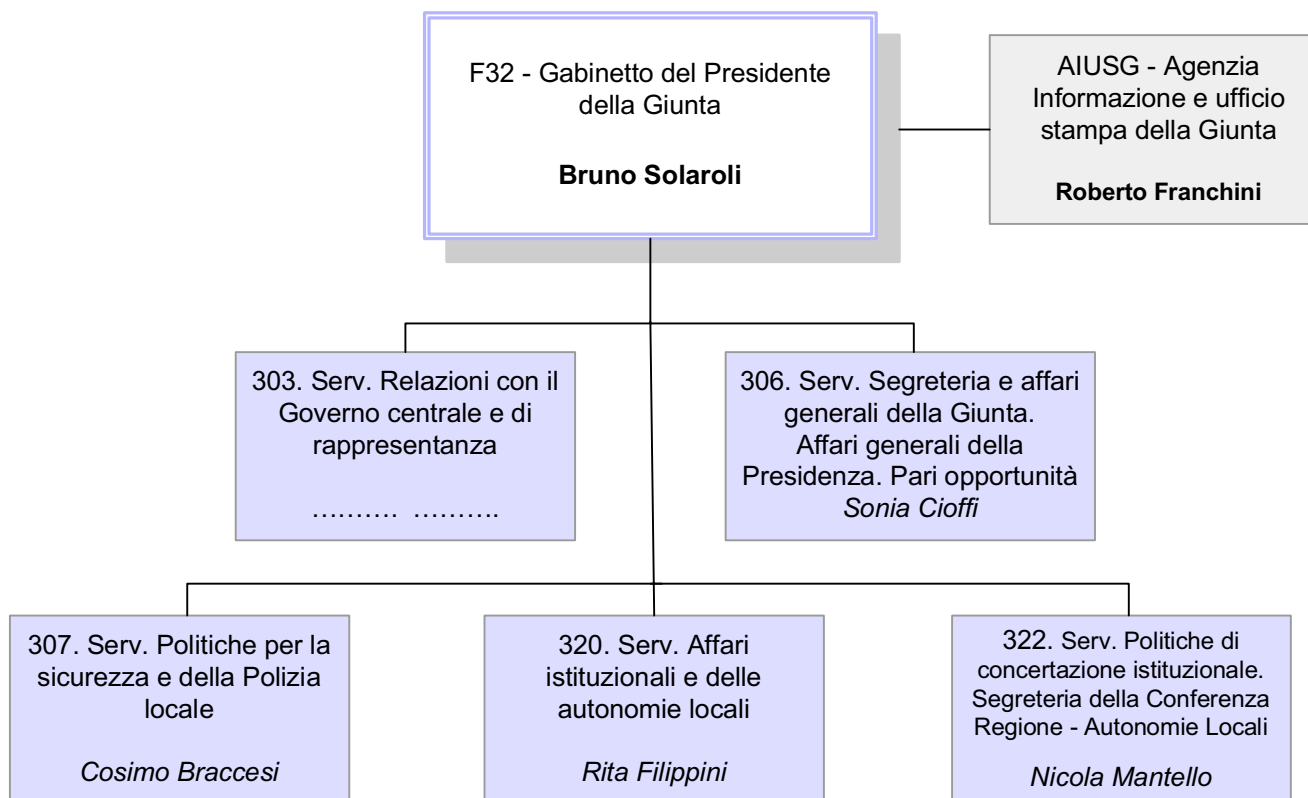 F32 - Gabinetto del Presidente
della Giunta
Bruno Solaroli
AIUSG - Agenzia
Informazione e ufficio
stampa della Giunta
Roberto Franchini
303. Serv. Relazioni con il
Governo centrale e di
rappresentanza
………. ……….
306. Serv. Segreteria e affari
generali della Giunta.
Affari generali della
Presidenza. Pari opportunità
Sonia Cioffi
307. Serv. Politiche per la
sicurezza e della Polizia
locale
Cosimo Braccesi
320. Serv. Affari
istituzionali e delle
autonomie locali
Rita Filippini
322. Serv. Politiche di
concertazione istituzionale.
Segreteria della Conferenza
Regione - Autonomie Locali
Nicola Mantello